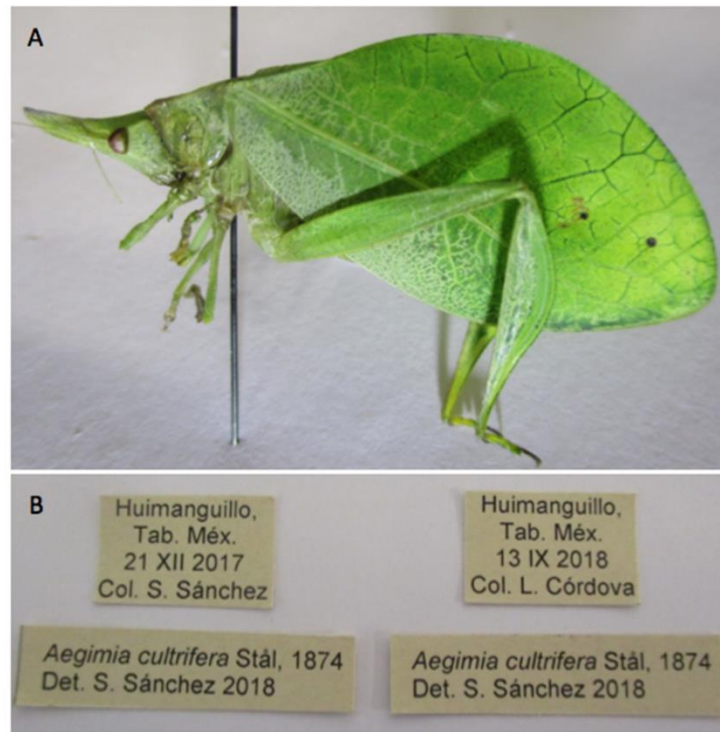 A
B
Huimanguillo,
Tab. Méx.
21 XII 2017
Col. S. Sánchez
Huimanguillo,
Tab. Méx.
13 IX 2018
Col. L. Córdova
Aegimia cultrifera Stål, 1874
Det. S. Sánchez 2018
Aegimia cultrifera Stål, 1874
Det. S. Sánchez 2018